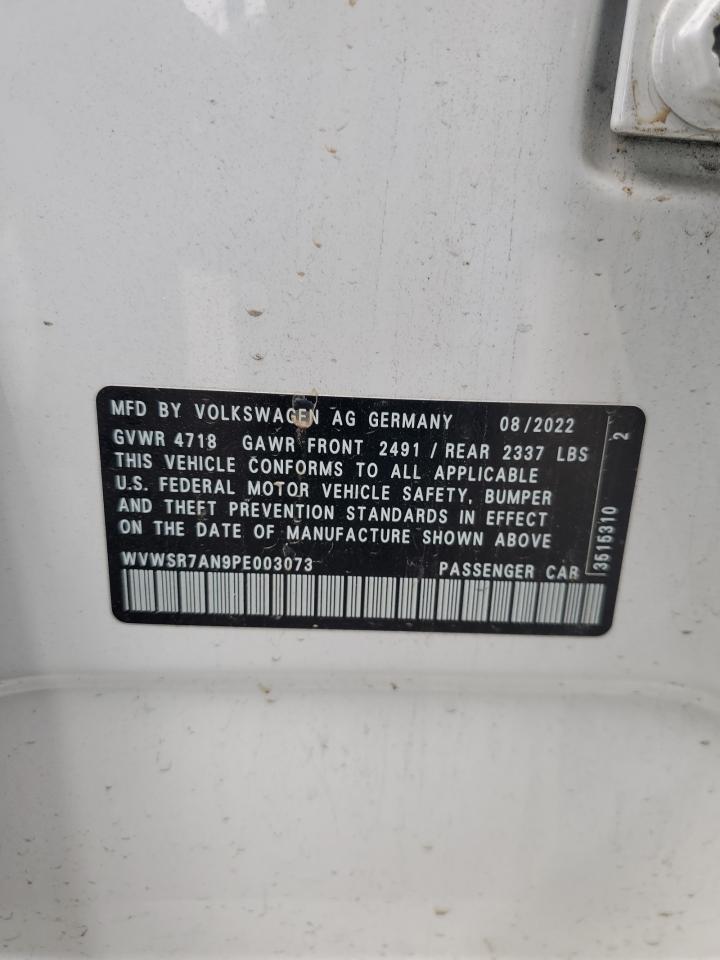 MFD BY VOLKSWAGEN AG GERMANY 08/2022
GVWR 4718 GAWR FRONT 2491 / REAR 2337 LBS
THIS VEHICLE CONFORMS TO ALL APPLICABLE
U.S. FEDERAL MOTOR VEHICLE SAFETY, BUMPER
AND THEFT PREVENTION STANDARDS IN EFFECT
ON THE DATE OF MANUFACTURE SHOWN ABOVE
WVWSR7AN9PE003073 PASSENGER CAR
3515310 2